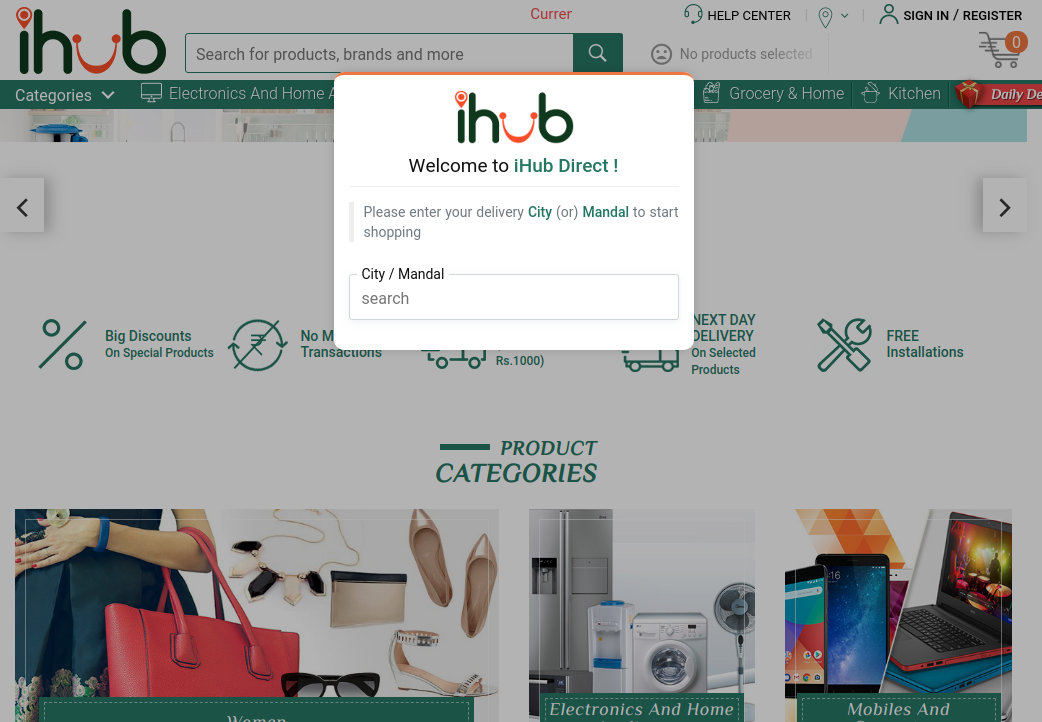 Currer
HELP CENTER
SIGN IN / REGISTER
ihub
Search for products, brands and more
No products selected
0
Categories
Electronics And Home A
Grocery & Home
Kitchen
Daily De
ihub
Welcome to iHub Direct !
Please enter your delivery City (or) Mandal to start
shopping
City / Mandal
search
Big Discounts
On Special Products
No M
Transactions
Rs.1000)
NEXT DAY
DELIVERY
On Selected
Products
FREE
Installations
PRODUCT
CATEGORIES
Women
Electronics And Home
Mobiles And